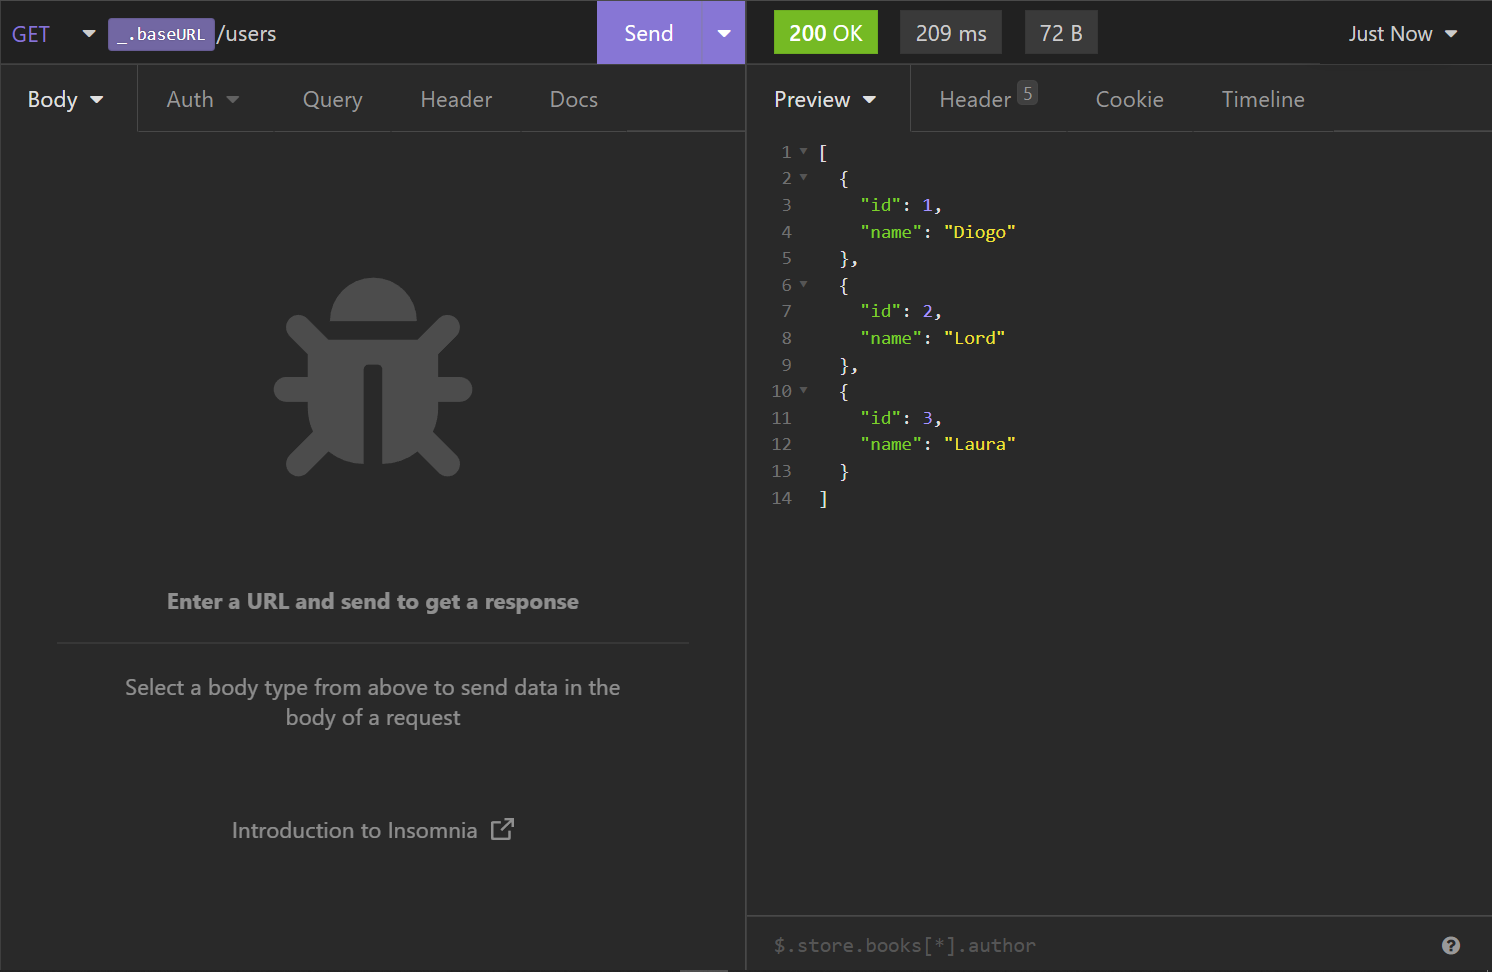 GET _.baseURL /users Send
200 OK 209 ms 72 B Just Now
Body Auth Query Header Docs
Preview Header 5 Cookie Timeline
1 [
2 {
3 "id": 1,
4 "name": "Diogo"
5 },
6 {
7 "id": 2,
8 "name": "Lord"
9 },
10 {
11 "id": 3,
12 "name": "Laura"
13 }
14 ]
Enter a URL and send to get a response
Select a body type from above to send data in the
body of a request
Introduction to Insomnia
$.store.books[*].author
?